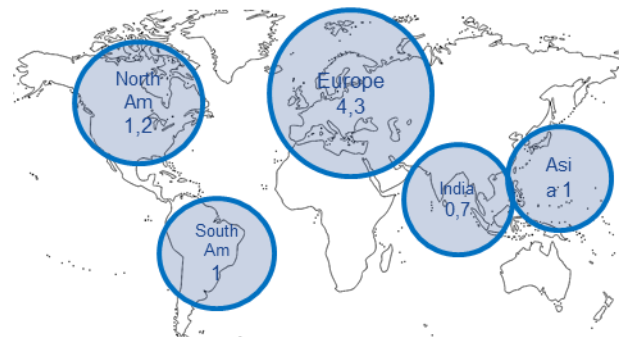 North
Am
1,2
Europe
4,3
South
Am
1
India
0,7
Asi
a 1